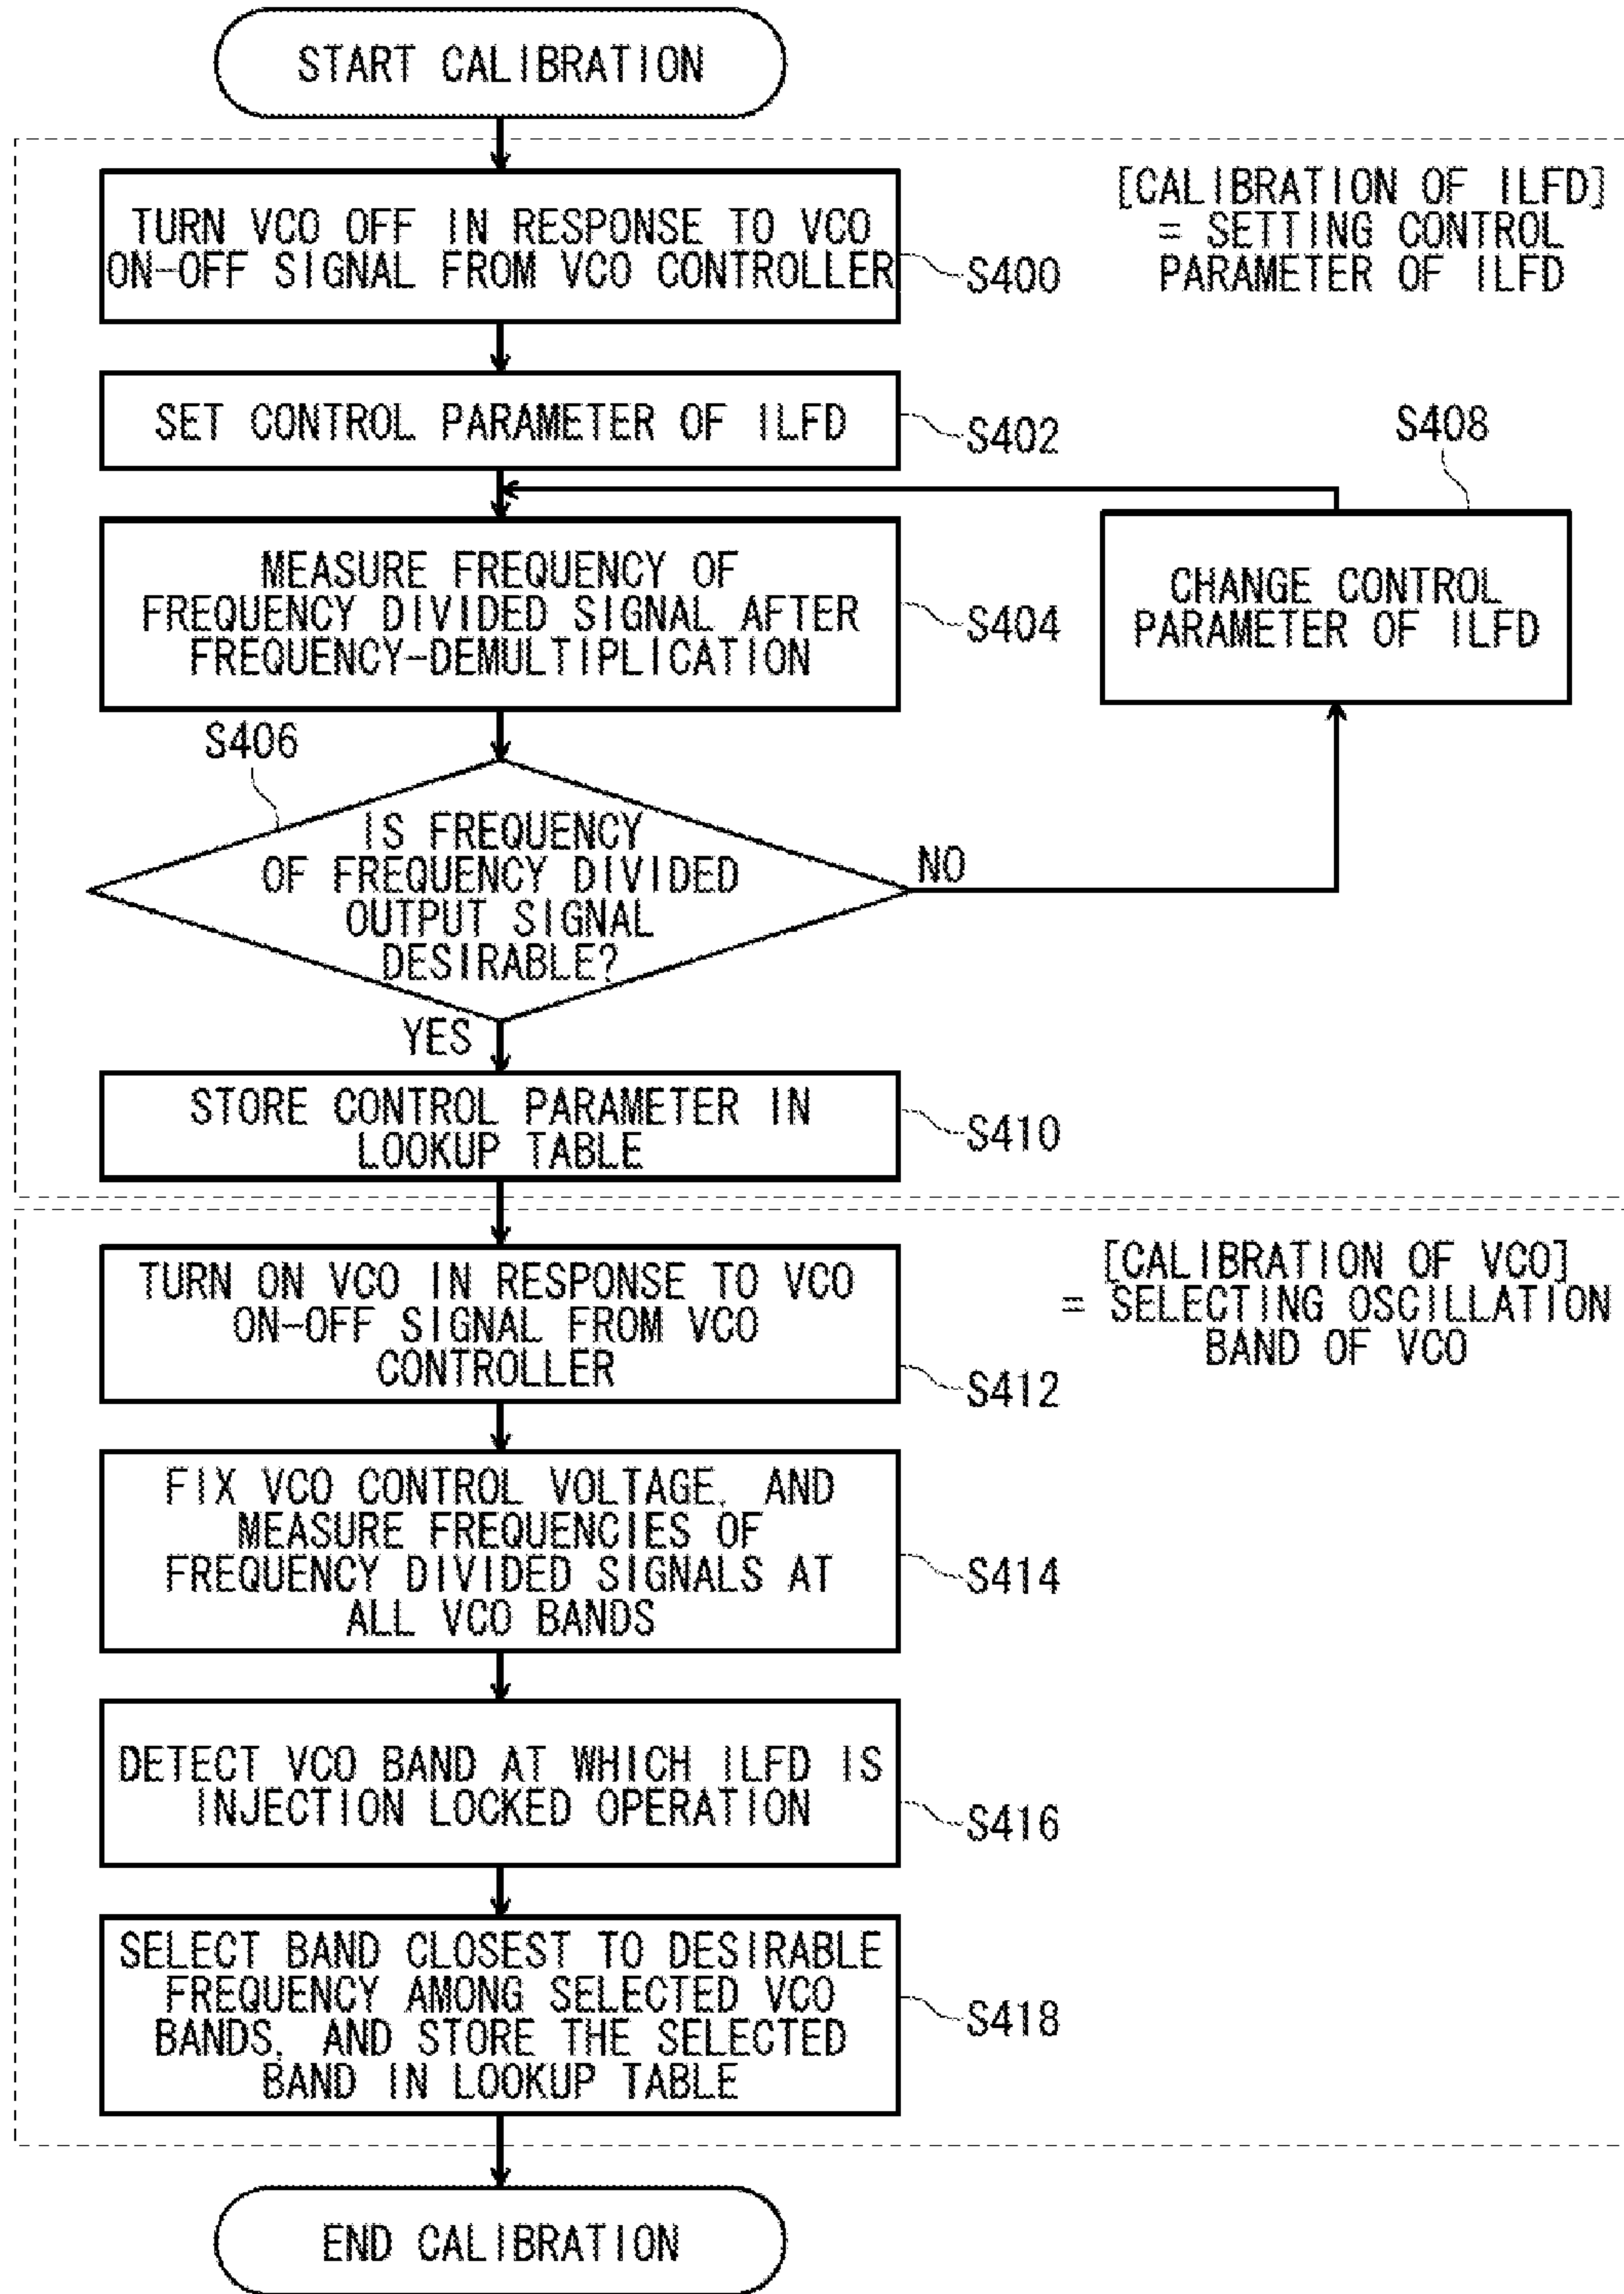 START CALIBRATION
[CALIBRATION OF ILFD]
= SETTING CONTROL
PARAMETER OF ILFD
TURN VCO OFF IN RESPONSE TO VCO
ON-OFF SIGNAL FROM VCO CONTROLLER
S400
SET CONTROL PARAMETER OF ILFD
S402
S408
CHANGE CONTROL
PARAMETER OF ILFD
MEASURE FREQUENCY OF
FREQUENCY DIVIDED SIGNAL AFTER
FREQUENCY-DEMULTIPLICATION
S404
S406
IS FREQUENCY
OF FREQUENCY DIVIDED
OUTPUT SIGNAL
DESIRABLE?
NO
YES
STORE CONTROL PARAMETER IN
LOOKUP TABLE
S410
[CALIBRATION OF VCO]
= SELECTING OSCILLATION
BAND OF VCO
TURN ON VCO IN RESPONSE TO VCO
ON-OFF SIGNAL FROM VCO
CONTROLLER
S412
FIX VCO CONTROL VOLTAGE, AND
MEASURE FREQUENCIES OF
FREQUENCY DIVIDED SIGNALS AT
ALL VCO BANDS
S414
DETECT VCO BAND AT WHICH ILFD IS
INJECTION LOCKED OPERATION
S416
SELECT BAND CLOSEST TO DESIRABLE
FREQUENCY AMONG SELECTED VCO
BANDS, AND STORE THE SELECTED
BAND IN LOOKUP TABLE
S418
END CALIBRATION